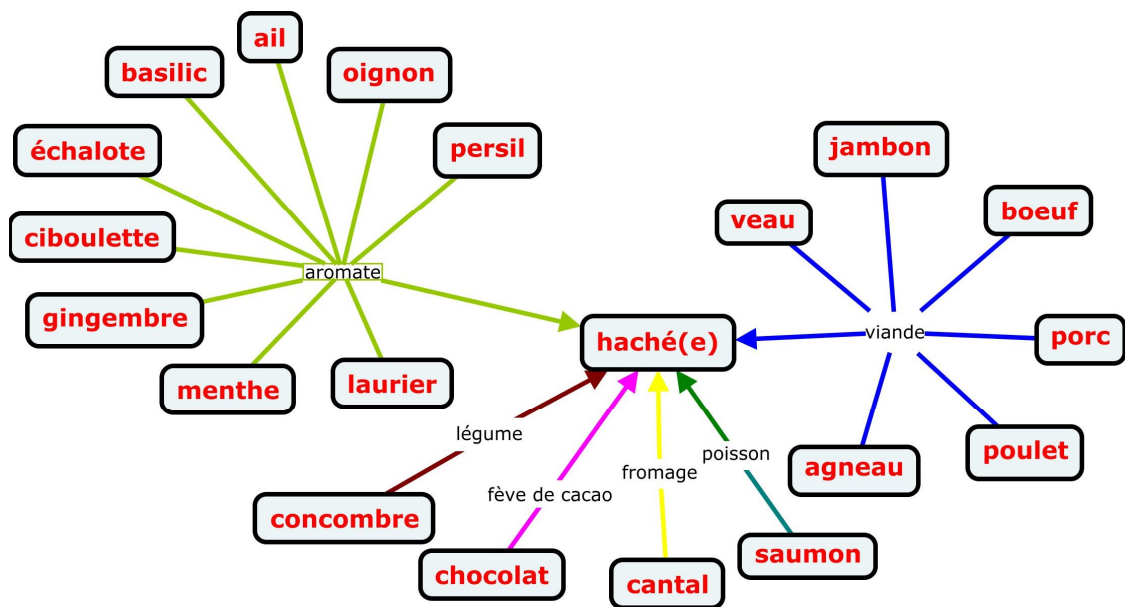 ail
basilic
oignon
persil
échalote
ciboulette
aromate
gingembre
menthe
laurier
haché(e)
jambon
veau
boeuf
viande
porc
agneau
poulet
légume
fève de cacao
fromage
poisson
concombre
chocolat
cantal
saumon